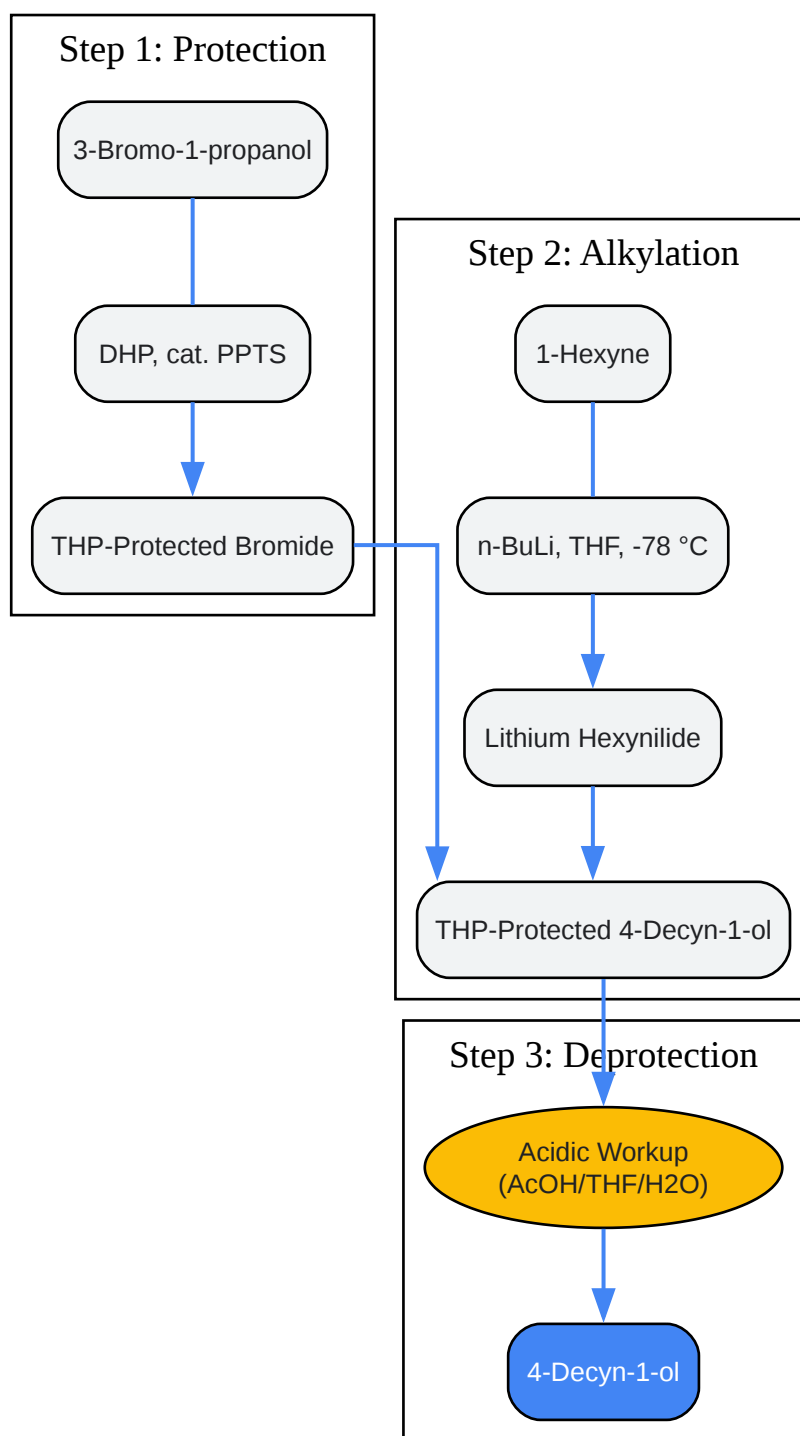 Step 1: Protection
3-Bromo-1-propanol
DHP, cat. PPTS
THP-Protected Bromide
Step 2: Alkylation
1-Hexyne
n-BuLi, THF, -78 °C
Lithium Hexynilide
THP-Protected 4-Decyn-1-ol
Step 3: Deprotection
Acidic Workup
(AcOH/THF/H2O)
4-Decyn-1-ol